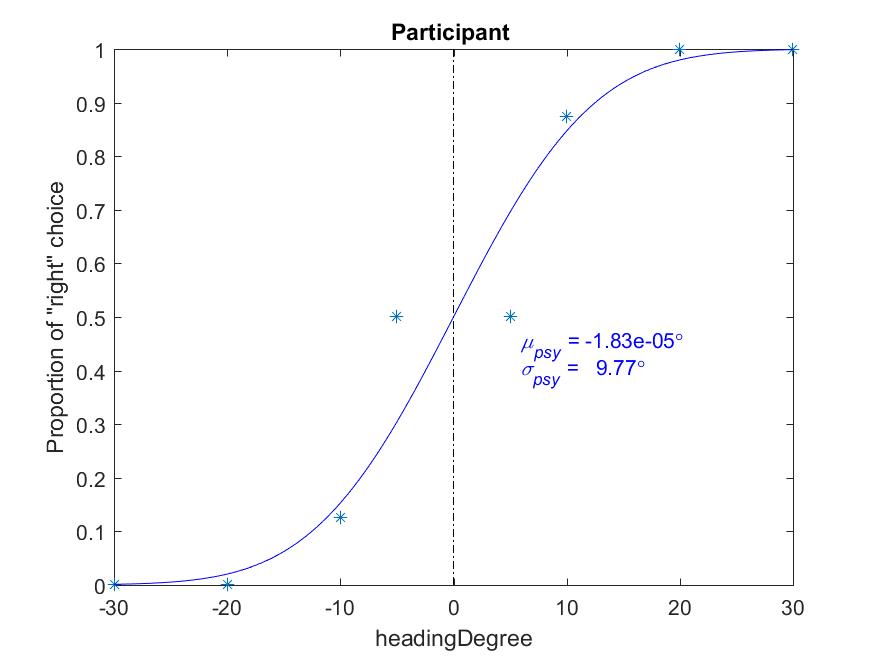 Participant
1
0.9
0.8
0.7
0.6
0.5
0.4
0.3
0.2
0.1
0
Proportion of "right" choice
μpsy = -1.83e-05°
σpsy = 9.77°
-30 -20 -10 0 10 20 30
headingDegree